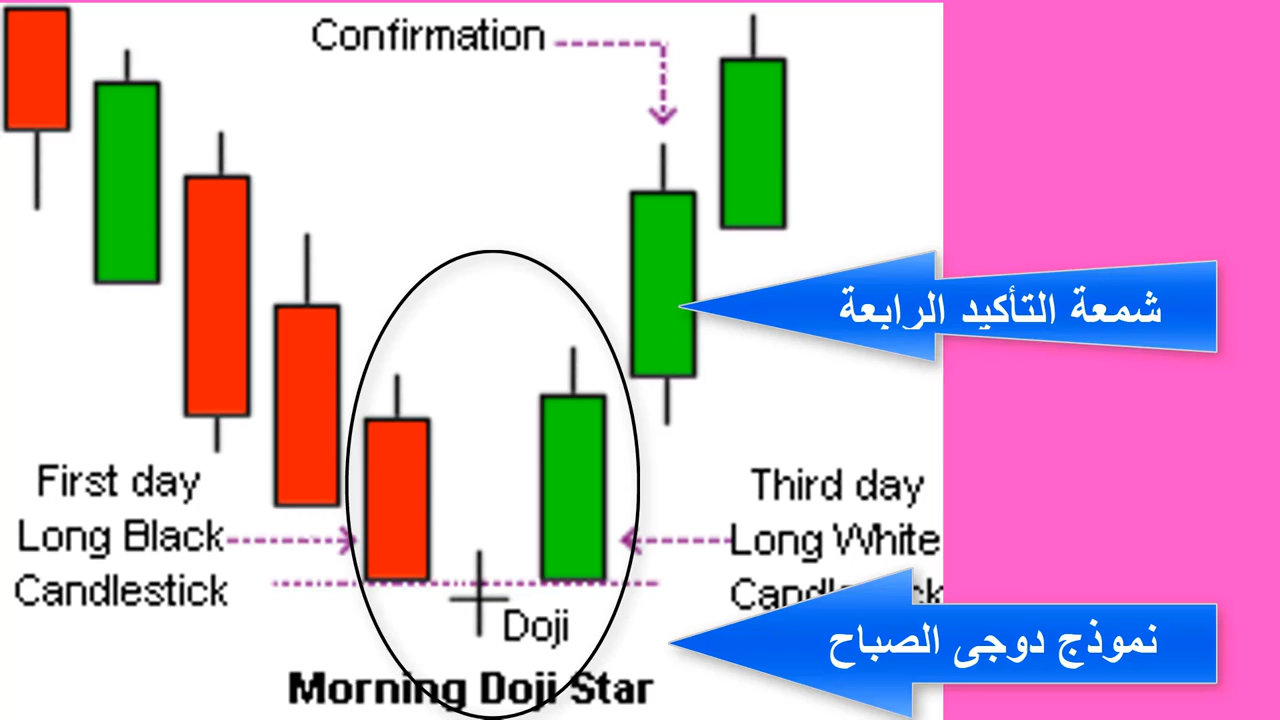 Confirmation
شمعة التأكيد الرابعة
First day
Long Black
Candlestick
Third day
Long White
Doji
نموذج دوجى الصباح
Morning Doji Star